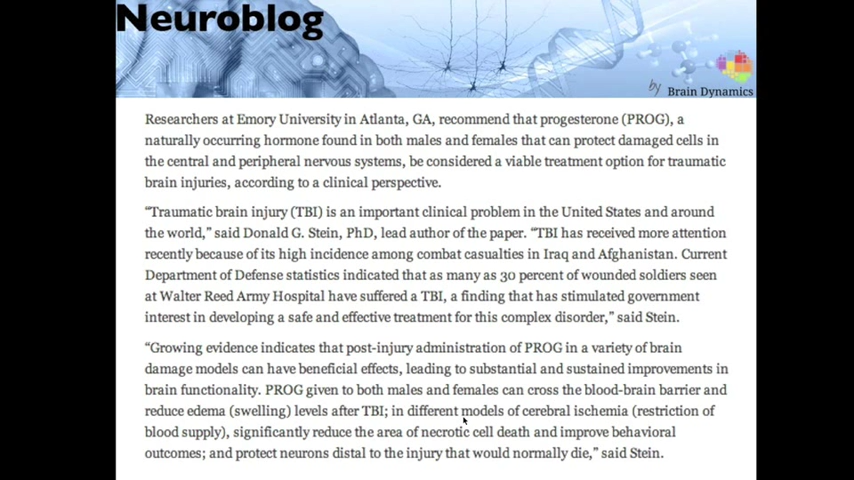 Neuroblog
by Brain Dynamics
Researchers at Emory University in Atlanta, GA, recommend that progesterone (PROG), a
naturally occurring hormone found in both males and females that can protect damaged cells in
the central and peripheral nervous systems, be considered a viable treatment option for traumatic
brain injuries, according to a clinical perspective.
“Traumatic brain injury (TBI) is an important clinical problem in the United States and around
the world,” said Donald G. Stein, PhD, lead author of the paper. “TBI has received more attention
recently because of its high incidence among combat casualties in Iraq and Afghanistan. Current
Department of Defense statistics indicated that as many as 30 percent of wounded soldiers seen
at Walter Reed Army Hospital have suffered a TBI, a finding that has stimulated government
interest in developing a safe and effective treatment for this complex disorder,” said Stein.
“Growing evidence indicates that post-injury administration of PROG in a variety of brain
damage models can have beneficial effects, leading to substantial and sustained improvements in
brain functionality. PROG given to both males and females can cross the blood-brain barrier and
reduce edema (swelling) levels after TBI; in different models of cerebral ischemia (restriction of
blood supply), significantly reduce the area of necrotic cell death and improve behavioral
outcomes; and protect neurons distal to the injury that would normally die,” said Stein.